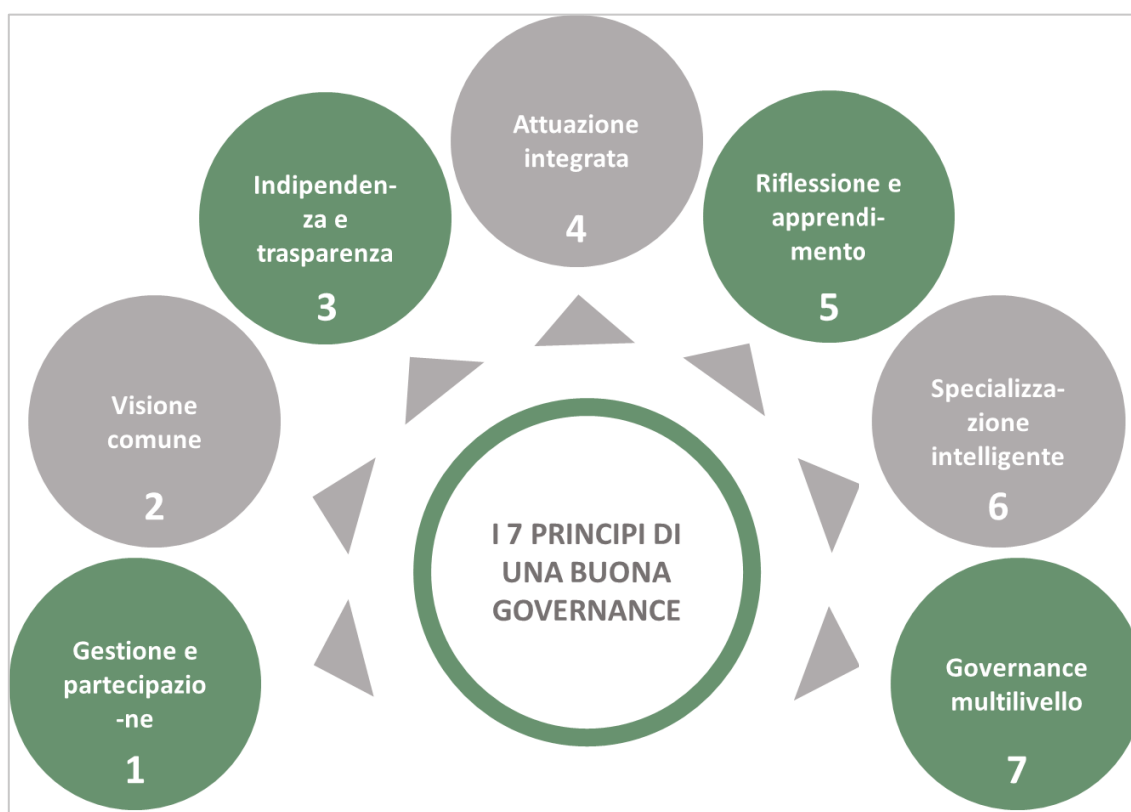 Gestione e
partecipazio
-ne
1
Visione
comune
2
Indipenden-
za e
trasparenza
3
Attuazione
integrata
4
Riflessione e
apprendi-
mento
5
Specializza-
zione
intelligente
6
Governance
multilivello
7
I 7 PRINCIPI DI
UNA BUONA
GOVERNANCE